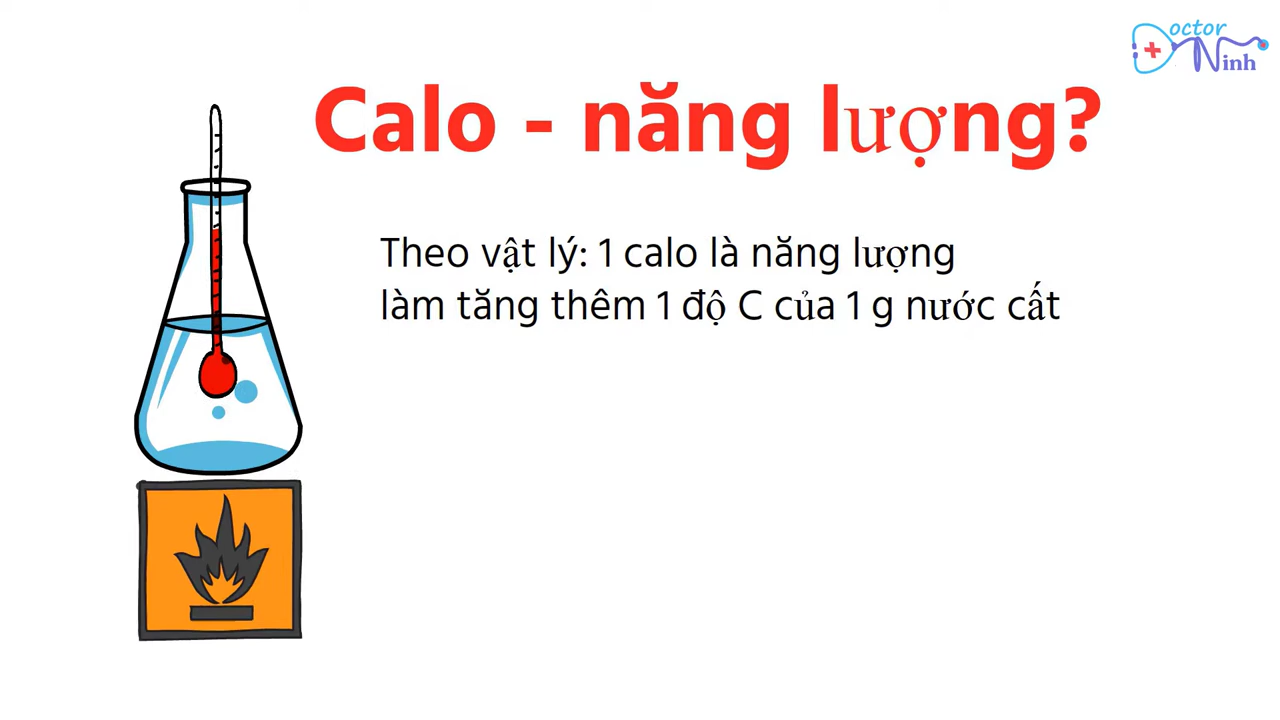 Doctor
Ninh
Calo - năng lượng?
Theo vật lý: 1 calo là năng lượng
làm tăng thêm 1 độ C của 1 g nước cất